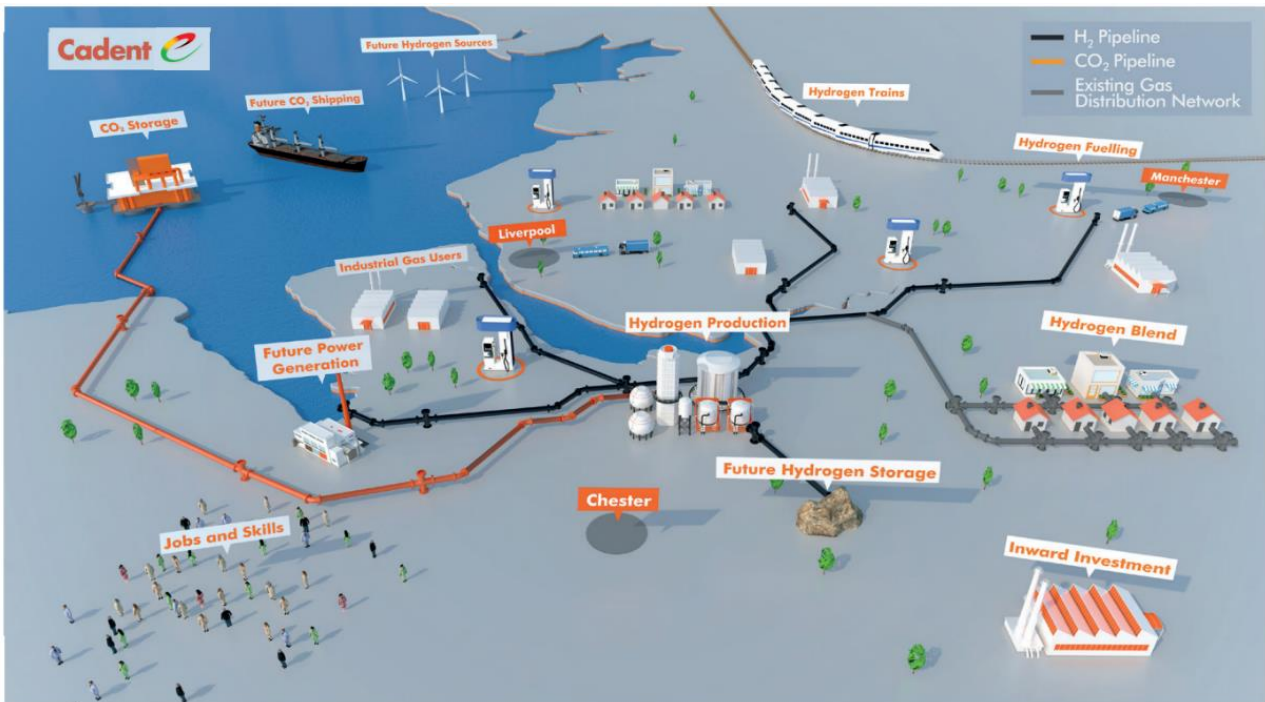 Cadent
Future Hydrogen Sources
H₂ Pipeline
CO₂ Pipeline
Existing Gas
Distribution Network
Future CO₂ Shipping
CO₂ Storage
Hydrogen Trains
Hydrogen Fuelling
Manchester
Liverpool
Industrial Gas Users
Hydrogen Production
Hydrogen Blend
Future Power
Generation
Future Hydrogen Storage
Chester
Jobs and Skills
Inward Investment